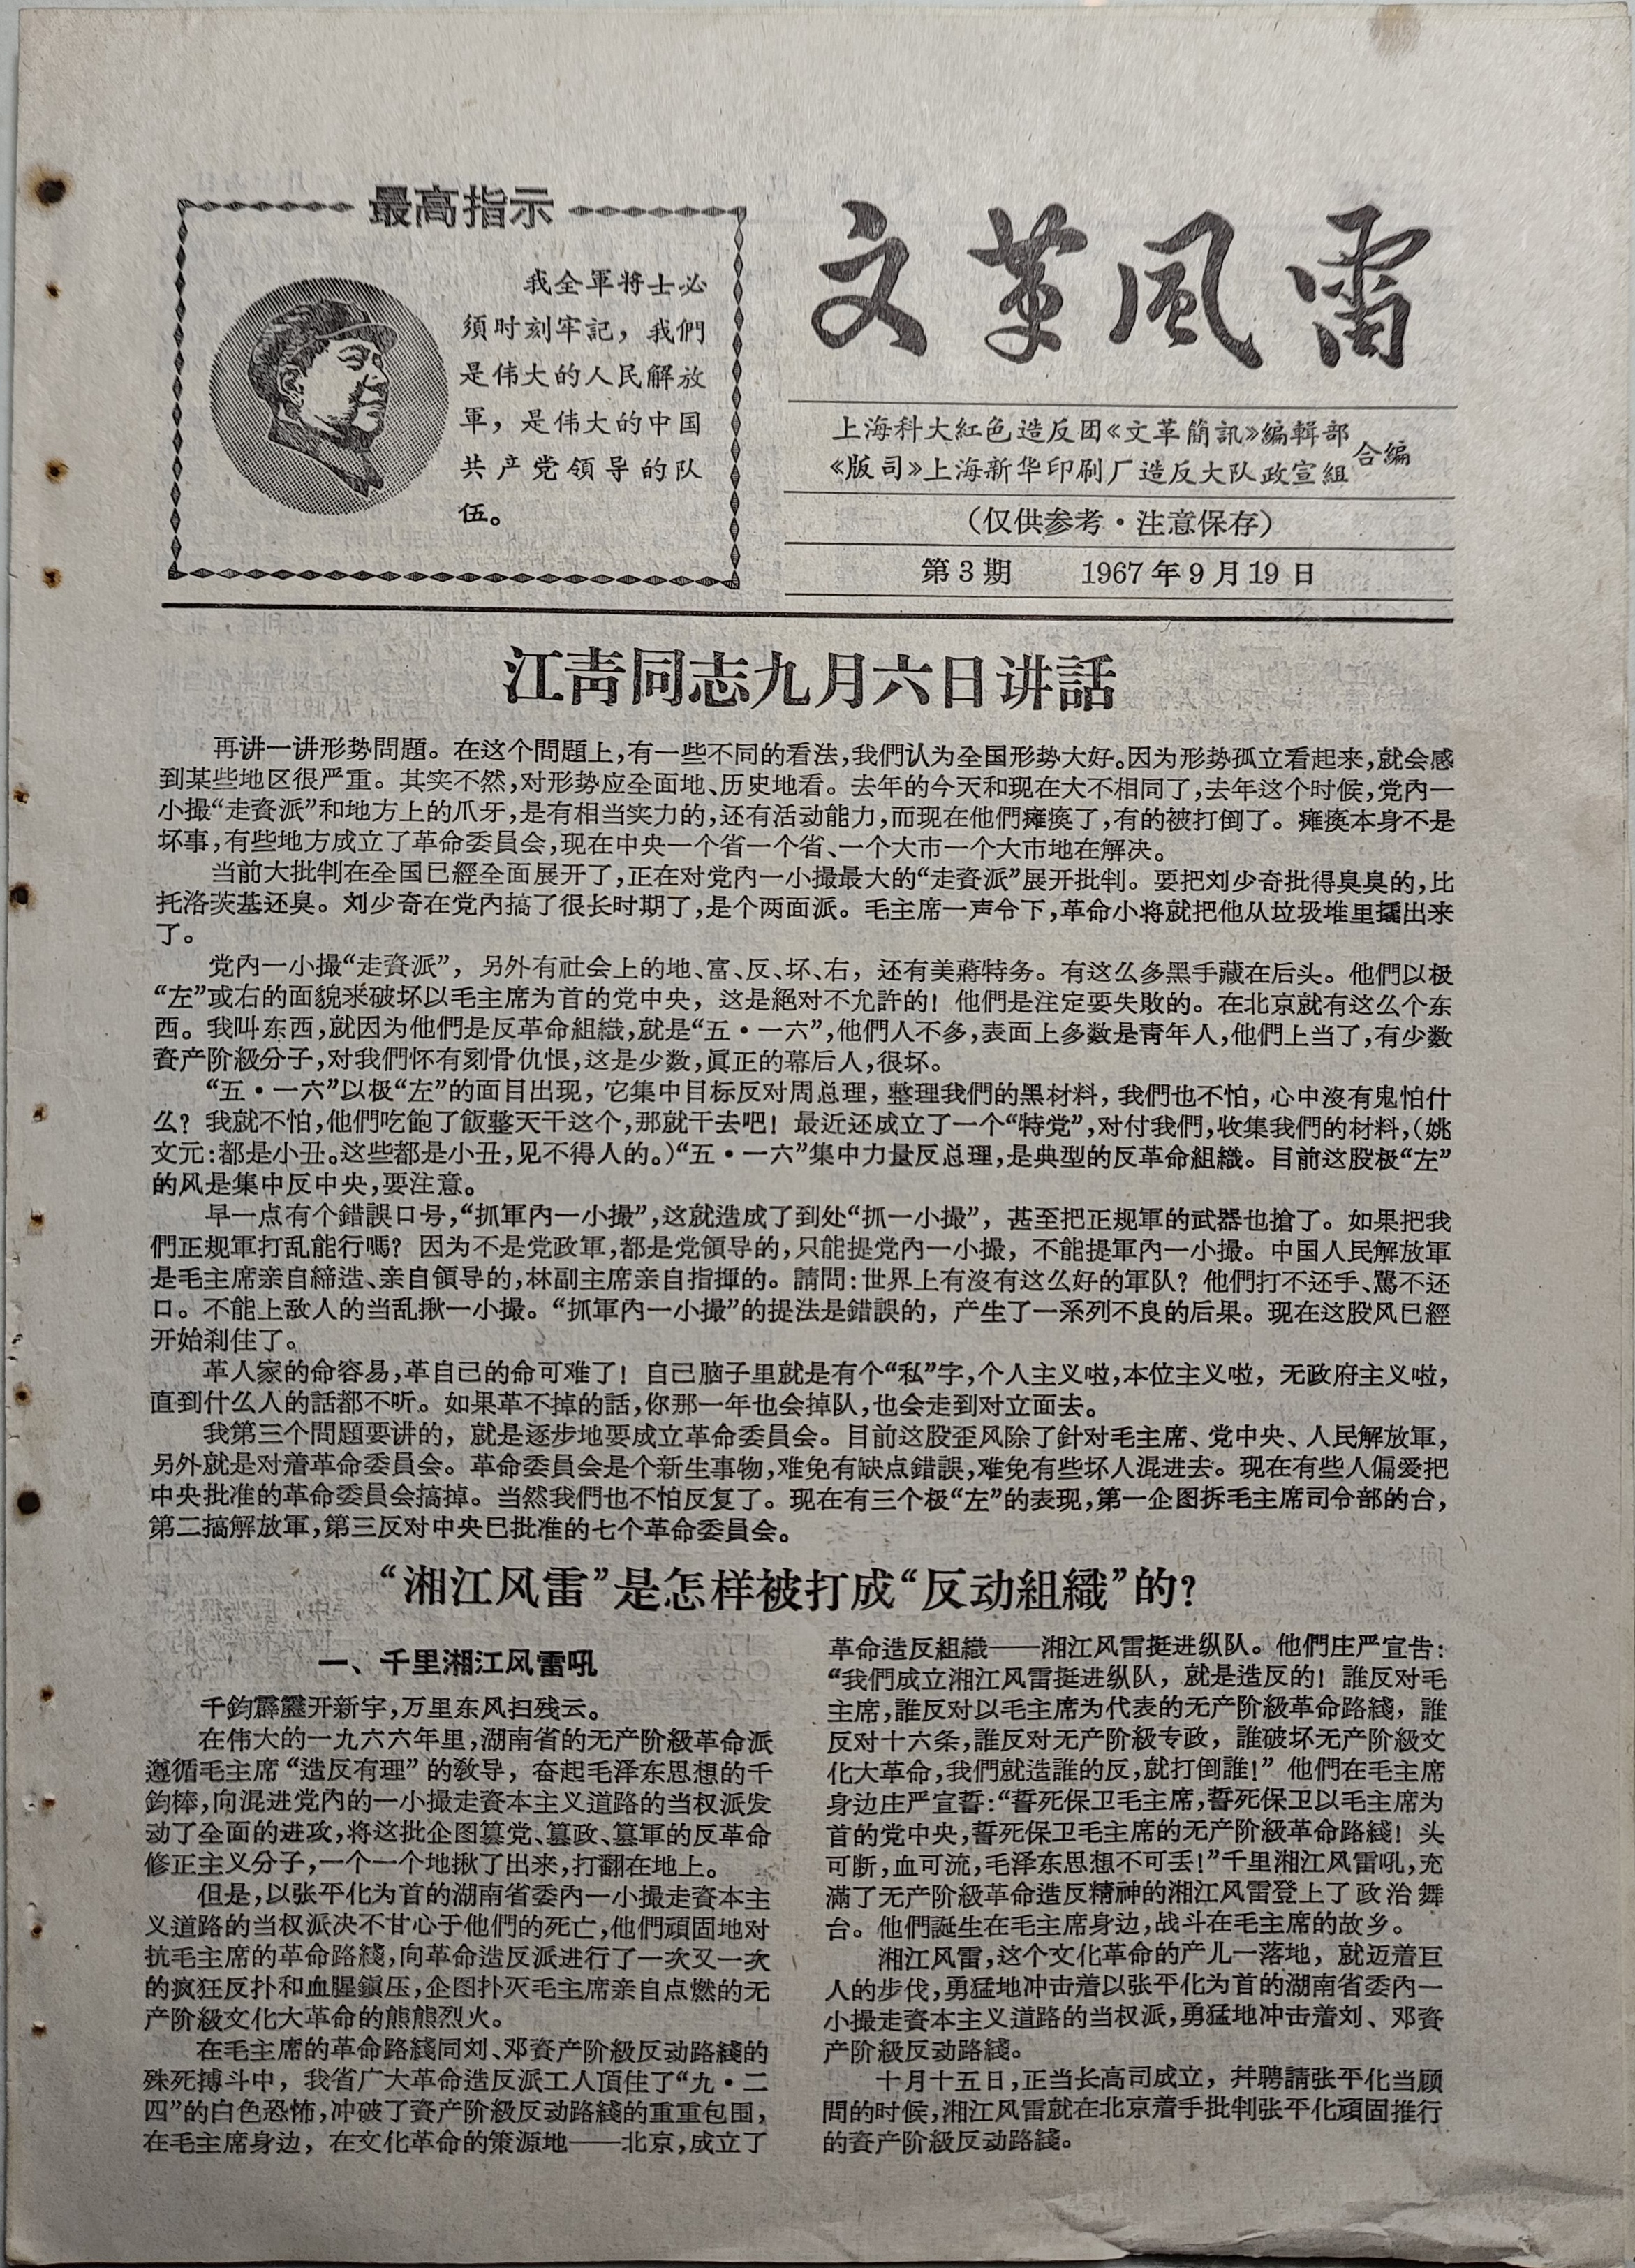 最高指示
我全軍将士必
須时刻牢記，我們
是伟大的人民解放
軍，是伟大的中国
共产党領导的队
伍。
文革風雷
上海科大紅色造反团《文革簡訊》編輯部
《版司》上海新华印刷厂造反大队政宣組
合編
（仅供参考·注意保存）
第3期　1967年9月19日
江青同志九月六日讲話
再讲一讲形势問題。在这个問題上，有一些不同的看法，我們认为全国形势大好。因为形势孤立看起来，就会感
到某些地区很严重。其实不然，对形势应全面地、历史地看。去年的今天和现在大不相同了，去年这个时候，党內一
小撮“走資派”和地方上的爪牙，是有相当实力的，还有活动能力，而现在他們癱瘓了，有的被打倒了。癱瘓本身不是
坏事，有些地方成立了革命委員会，现在中央一个省一个省、一个大市一个大市地在解决。
当前大批判在全国已經全面展开了，正在对党內一小撮最大的“走資派”展开批判。要把刘少奇批得臭臭的，比
托洛茨基还臭。刘少奇在党內搞了很长时期了，是个两面派。毛主席一声令下，革命小将就把他从垃圾堆里撬出来
了。
党內一小撮“走資派”，另外有社会上的地、富、反、坏、右，还有美蔣特务。有这么多黑手藏在后头。他們以极
“左”或右的面貌来破坏以毛主席为首的党中央，这是絕对不允許的！他們是注定要失敗的。在北京就有这么个东
西。我叫东西，就因为他們是反革命組織，就是“五·一六”，他們人不多，表面上多数是青年人，他們上当了，有少数
資产阶級分子，对我們怀有刻骨仇恨，这是少数，眞正的幕后人，很坏。
“五·一六”以极“左”的面目出现，它集中目标反对周总理，整理我們的黑材料，我們也不怕，心中沒有鬼怕什
么？我就不怕，他們吃飽了飯整天干这个，那就干去吧！最近还成立了一个“特党”，对付我們，收集我們的材料，（姚
文元：都是小丑。这些都是小丑，见不得人的。）“五·一六”集中力量反总理，是典型的反革命組織。目前这股极“左”
的风是集中反中央，要注意。
早一点有个錯誤口号，“抓軍內一小撮”，这就造成了到处“抓一小撮”，甚至把正规軍的武器也搶了。如果把我
們正规軍打乱能行嗎？因为不是党政軍，都是党領导的，只能提党內一小撮，不能提軍內一小撮。中国人民解放軍
是毛主席亲自締造、亲自領导的，林副主席亲自指揮的。請問：世界上有沒有这么好的軍队？他們打不还手、罵不还
口。不能上敌人的当乱揪一小撮。“抓軍內一小撮”的提法是錯誤的，产生了一系列不良的后果。现在这股风已經
开始刹住了。
革人家的命容易，革自己的命可难了！自己脑子里就是有个“私”字，个人主义啦，本位主义啦，无政府主义啦，
直到什么人的話都不听。如果革不掉的話，你那一年也会掉队，也会走到对立面去。
我第三个問題要讲的，就是逐步地要成立革命委員会。目前这股歪风除了針对毛主席、党中央、人民解放軍，
另外就是对着革命委員会。革命委員会是个新生事物，难免有缺点錯誤，难免有些坏人混进去。现在有些人偏爱把
中央批准的革命委員会搞掉。当然我們也不怕反复了。现在有三个极“左”的表现，第一企图拆毛主席司令部的台，
第二搞解放軍，第三反对中央已批准的七个革命委員会。
“湘江风雷”是怎样被打成“反动組織”的？
一、千里湘江风雷吼
千鈞霹靂开新宇，万里东风扫残云。
在伟大的一九六六年里，湖南省的无产阶級革命派
遵循毛主席“造反有理”的敎导，奋起毛泽东思想的千
鈞棒，向混进党內的一小撮走資本主义道路的当权派发
动了全面的进攻，将这批企图篡党、篡政、篡軍的反革命
修正主义分子，一个一个地揪了出来，打翻在地上。
但是，以张平化为首的湖南省委內一小撮走資本主
义道路的当权派决不甘心于他們的死亡，他們頑固地对
抗毛主席的革命路綫，向革命造反派进行了一次又一次
的疯狂反扑和血腥鎭压，企图扑灭毛主席亲自点燃的无
产阶級文化大革命的熊熊烈火。
在毛主席的革命路綫同刘、邓資产阶級反动路綫的
殊死搏斗中，我省广大革命造反派工人頂住了“九·二
四”的白色恐怖，冲破了資产阶級反动路綫的重重包围，
在毛主席身边，在文化革命的策源地——北京，成立了
革命造反組織——湘江风雷挺进纵队。他們庄严宣告：
“我們成立湘江风雷挺进纵队，就是造反的！誰反对毛
主席，誰反对以毛主席为代表的无产阶級革命路綫，誰
反对十六条，誰反对无产阶級专政，誰破坏无产阶級文
化大革命，我們就造誰的反，就打倒誰！”他們在毛主席
身边庄严宣誓：“誓死保卫毛主席，誓死保卫以毛主席为
首的党中央，誓死保卫毛主席的无产阶級革命路綫！头
可断，血可流，毛泽东思想不可丢！”千里湘江风雷吼，充
滿了无产阶級革命造反精神的湘江风雷登上了政治舞
台。他們誕生在毛主席身边，战斗在毛主席的故乡。
湘江风雷，这个文化革命的产儿一落地，就迈着巨
人的步伐，勇猛地冲击着以张平化为首的湖南省委內一
小撮走資本主义道路的当权派，勇猛地冲击着刘、邓資
产阶級反动路綫。
十月十五日，正当长高司成立，幷聘請张平化当顾
問的时候，湘江风雷就在北京着手批判张平化頑固推行
的資产阶級反动路綫。